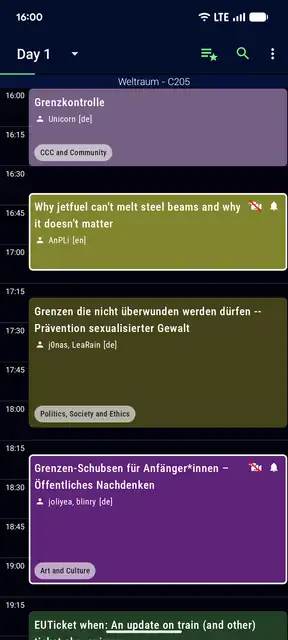 16:00
LTE
Day 1
Weltraum - C205
16:00
Grenzkontrolle
Unicorn [de]
16:15
CCC and Community
16:30
16:45
Why jetfuel can't melt steel beams and why
it doesn't matter
AnPLi [en]
17:00
17:15
Grenzen die nicht überwunden werden dürfen --
Prävention sexualisierter Gewalt
17:30
j0nas, LeaRain [de]
17:45
18:00
Politics, Society and Ethics
18:15
Grenzen-Schubsen für Anfänger*innen –
Öffentliches Nachdenken
18:30
joliyea, blinry [de]
18:45
19:00
Art and Culture
19:15
EUTicket when: An update on train (and other)